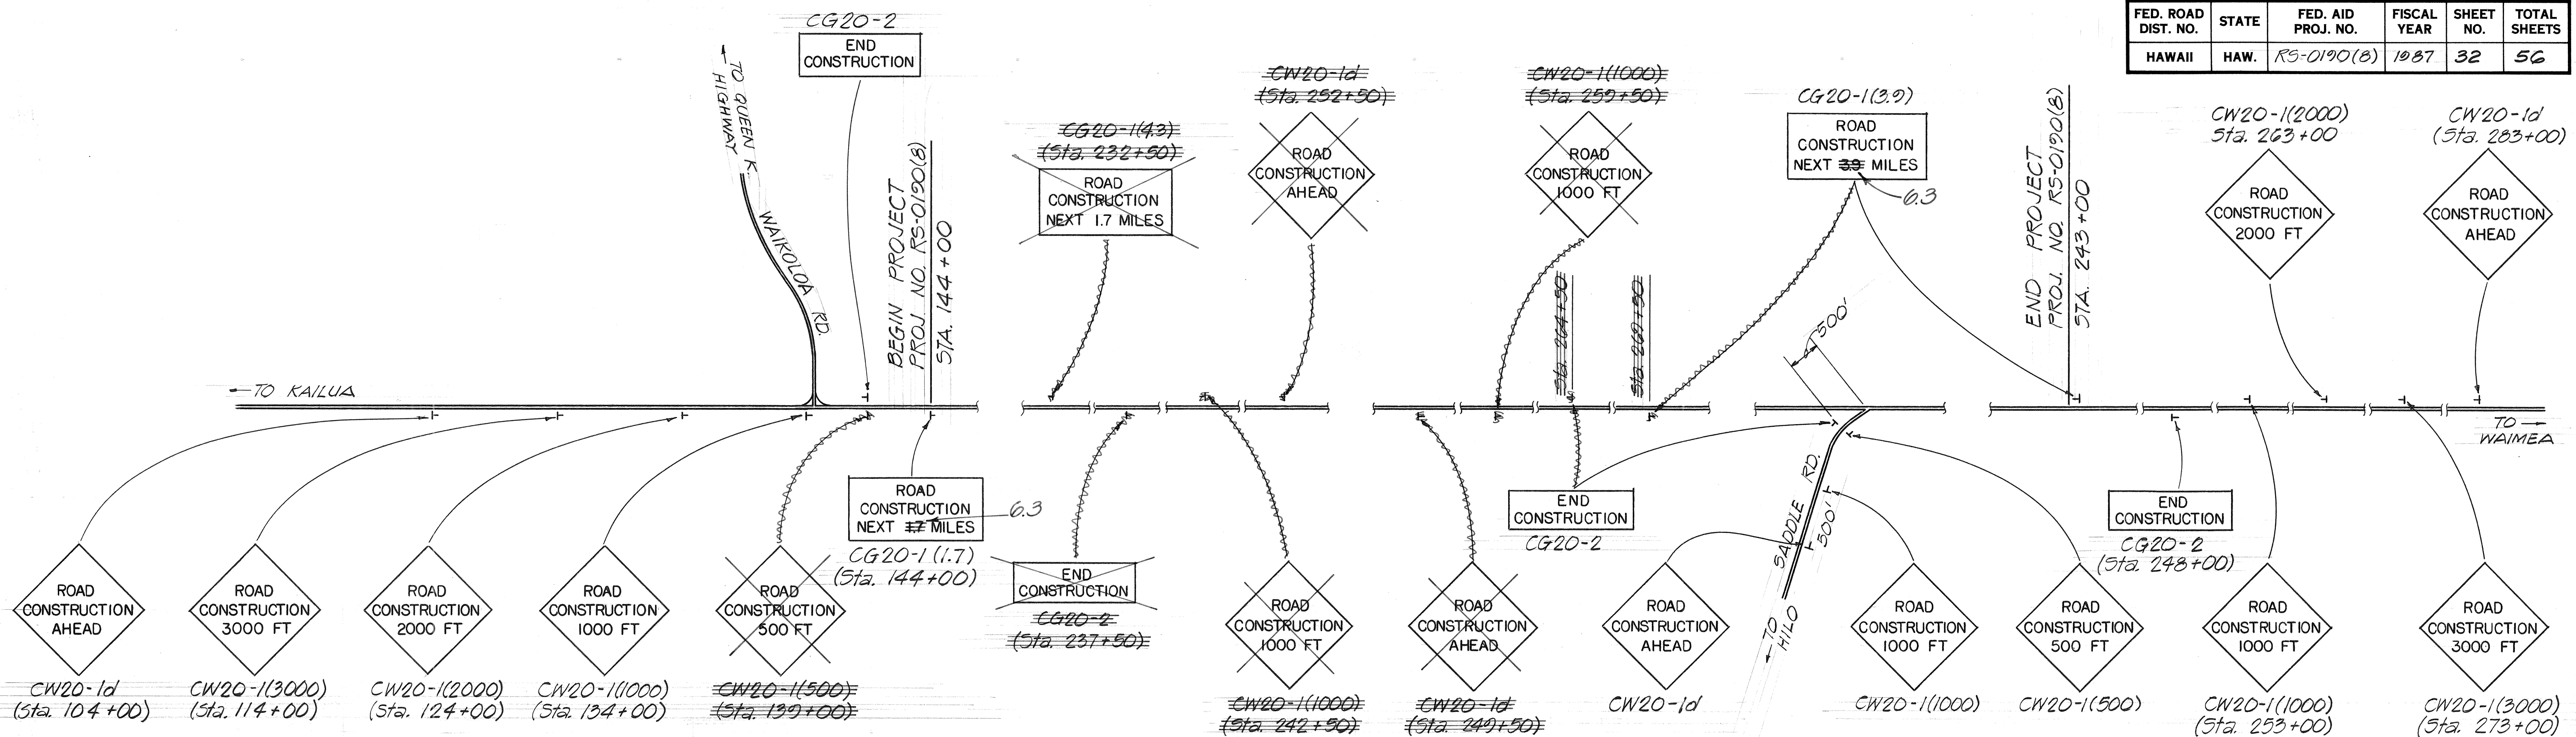 FED. ROAD DIST. NO. STATE FED. AID PROJ. NO. FISCAL YEAR SHEET NO. TOTAL SHEETS
HAWAII HAW. RS-0190(8) 1987 32 56
CG20-2
END
CONSTRUCTION
TO QUEEN K.
HIGHWAY
WAIKOLOA RD.
BEGIN PROJECT
PROJ. NO. RS-0190(8)
STA. 144+00
CG20-1(4.3)
(Sta. 232+50)
ROAD
CONSTRUCTION
NEXT 1.7 MILES
CW20-1d
(Sta. 252+50)
ROAD
CONSTRUCTION
AHEAD
CW20-1(1000)
(Sta. 259+50)
ROAD
CONSTRUCTION
1000 FT
Sta. 264+50
Sta. 269+50
CG20-1(3.9)
ROAD
CONSTRUCTION
NEXT 3.9 MILES
6.3
500'
END PROJECT
PROJ. NO. RS-0190(8)
STA. 243+00
CW20-1(2000)
Sta. 263+00
ROAD
CONSTRUCTION
2000 FT
CW20-1d
(Sta. 283+00)
ROAD
CONSTRUCTION
AHEAD
TO KAILUA
TO
WAIMEA
ROAD
CONSTRUCTION
AHEAD
CW20-1d
(Sta. 104+00)
ROAD
CONSTRUCTION
3000 FT
CW20-1(3000)
(Sta. 114+00)
ROAD
CONSTRUCTION
2000 FT
CW20-1(2000)
(Sta. 124+00)
ROAD
CONSTRUCTION
1000 FT
CW20-1(1000)
(Sta. 134+00)
ROAD
CONSTRUCTION
500 FT
CW20-1(500)
(Sta. 139+00)
ROAD
CONSTRUCTION
NEXT 1.7 MILES
6.3
CG20-1 (1.7)
(Sta. 144+00)
END
CONSTRUCTION
CG20-2
(Sta. 237+50)
ROAD
CONSTRUCTION
1000 FT
CW20-1(1000)
(Sta. 242+50)
ROAD
CONSTRUCTION
AHEAD
CW20-1d
(Sta. 249+50)
END
CONSTRUCTION
CG20-2
ROAD
CONSTRUCTION
AHEAD
CW20-1d
SADDLE RD.
500'
TO
HILO
ROAD
CONSTRUCTION
1000 FT
CW20-1(1000)
ROAD
CONSTRUCTION
500 FT
CW20-1(500)
END
CONSTRUCTION
CG20-2
(Sta. 248+00)
ROAD
CONSTRUCTION
1000 FT
CW20-1(1000)
(Sta. 253+00)
ROAD
CONSTRUCTION
3000 FT
CW20-1(3000)
(Sta. 273+00)